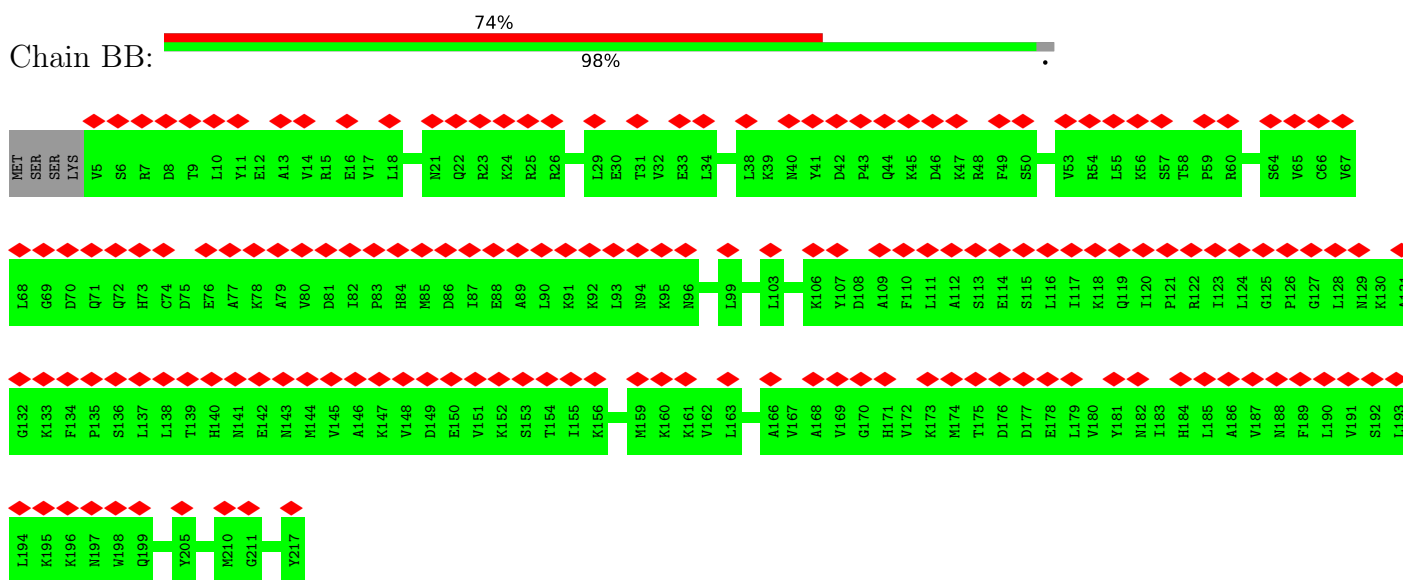 74%
Chain BB:
98%
.
MET SER SER LYS V5 S6 R7 D8 T9 L10 Y11 E12 A13 V14 R15 E16 V17 L18 N21 Q22 R23 K24 R25 R26 L29 E30 T31 V32 E33 L34 L38 K39 N40 Y41 D42 P43 Q44 K45 D46 K47 R48 F49 S50 V53 R54 L55 K56 S57 T58 P59 R60 S64 V65 C66 V67
L68 G69 D70 Q71 Q72 H73 C74 D75 E76 A77 K78 A79 V80 D81 I82 P83 H84 M85 D86 I87 E88 A89 L90 K91 K92 L93 N94 K95 N96 L99 L103 K106 Y107 D108 A109 F110 L111 A112 S113 E114 S115 L116 I117 K118 Q119 I120 P121 R122 I123 L124 G125 P126 G127 L128 N129 K130 A131
G132 K133 F134 P135 S136 L137 L138 T139 H140 N141 E142 N143 M144 V145 A146 K147 V148 D149 E150 V151 K152 S153 T154 I155 K156 M159 K160 K161 V162 L163 A166 V167 A168 V169 G170 H171 V172 K173 M174 T175 D176 D177 E178 L179 V180 Y181 N182 I183 H184 L185 A186 V187 N188 F189 L190 V191 S192 L193
L194 K195 K196 N197 W198 Q199 Y205 M210 G211 Y217